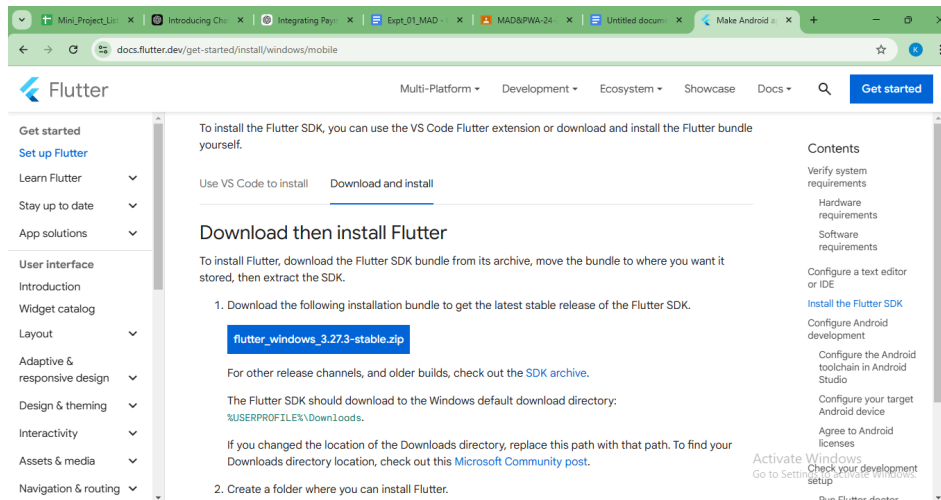 Mini_Project_List
Introducing Cha
Integrating Payn
Expt_01_MAD -
MAD&PWA-24-
Untitled docume
Make Android a
docs.flutter.dev/get-started/install/windows/mobile
K
Flutter
Multi-Platform
Development
Ecosystem
Showcase
Docs
Get started
Get started
Set up Flutter
Learn Flutter
Stay up to date
App solutions
User interface
Introduction
Widget catalog
Layout
Adaptive &
responsive design
Design & theming
Interactivity
Assets & media
Navigation & routing
To install the Flutter SDK, you can use the VS Code Flutter extension or download and install the Flutter bundle
yourself.
Use VS Code to install
Download and install
Download then install Flutter
To install Flutter, download the Flutter SDK bundle from its archive, move the bundle to where you want it
stored, then extract the SDK.
1. Download the following installation bundle to get the latest stable release of the Flutter SDK.
flutter_windows_3.27.3-stable.zip
For other release channels, and older builds, check out the SDK archive.
The Flutter SDK should download to the Windows default download directory:
%USERPROFILE%\Downloads.
If you changed the location of the Downloads directory, replace this path with that path. To find your
Downloads directory location, check out this Microsoft Community post.
2. Create a folder where you can install Flutter.
Contents
Verify system
requirements
Hardware
requirements
Software
requirements
Configure a text editor
or IDE
Install the Flutter SDK
Configure Android
development
Configure the Android
toolchain in Android
Studio
Configure your target
Android device
Agree to Android
licenses
Check your development
setup
Run Flutter doctor
Activate Windows
Go to Settings to activate Windows.